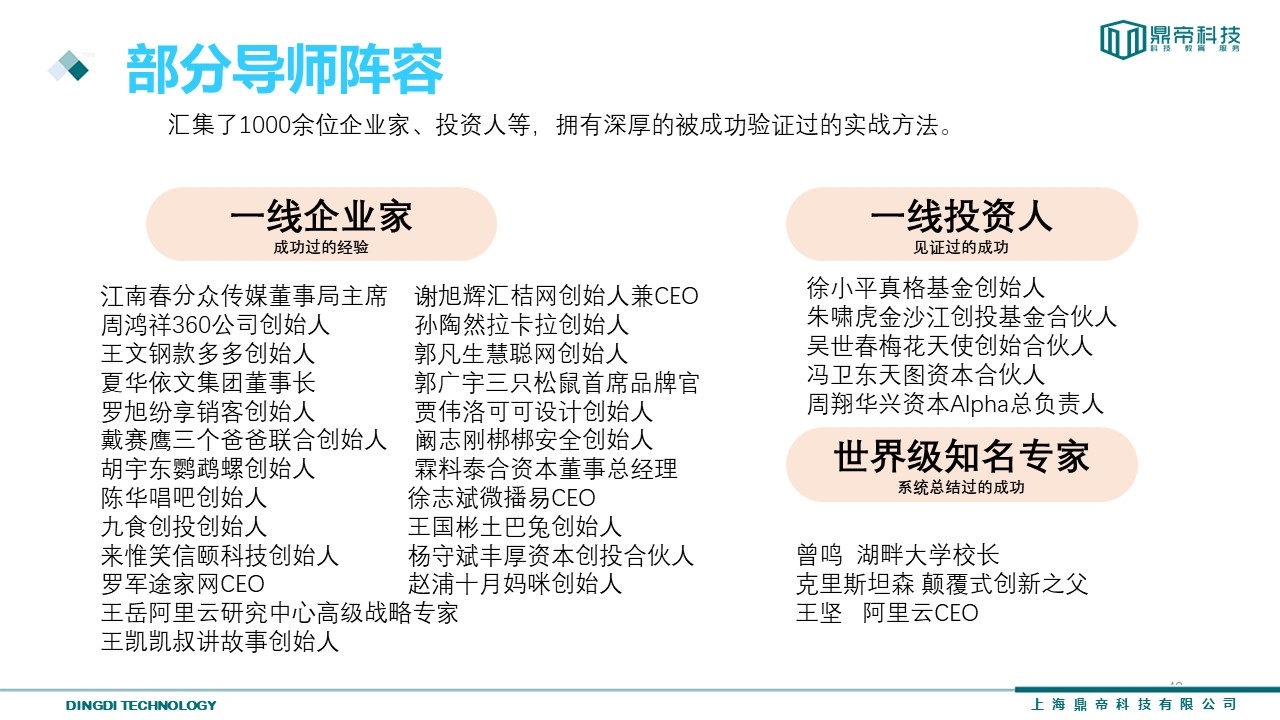 鼎帝科技
科技 教育 服务
部分导师阵容
汇集了1000余位企业家、投资人等，拥有深厚的被成功验证过的实战方法。
一线企业家
成功过的经验
江南春分众传媒董事局主席
周鸿祥360公司创始人
王文钢款多多创始人
夏华依文集团董事长
罗旭纷享销客创始人
戴赛鹰三个爸爸联合创始人
胡宇东鹦鹉螺创始人
陈华唱吧创始人
九食创投创始人
来惟笑信颐科技创始人
罗军途家网CEO
王岳阿里云研究中心高级战略专家
王凯凯叔讲故事创始人
谢旭辉汇桔网创始人兼CEO
孙陶然拉卡拉创始人
郭凡生慧聪网创始人
郭广宇三只松鼠首席品牌官
贾伟洛可可设计创始人
阚志刚梆梆安全创始人
霖料泰合资本董事总经理
徐志斌微播易CEO
王国彬土巴兔创始人
杨守斌丰厚资本创投合伙人
赵浦十月妈咪创始人
一线投资人
见证过的成功
徐小平真格基金创始人
朱啸虎金沙江创投基金合伙人
吴世春梅花天使创始合伙人
冯卫东天图资本合伙人
周翔华兴资本Alpha总负责人
世界级知名专家
系统总结过的成功
曾鸣 湖畔大学校长
克里斯坦森 颠覆式创新之父
王坚 阿里云CEO
DINGDI TECHNOLOGY
上海鼎帝科技有限公司